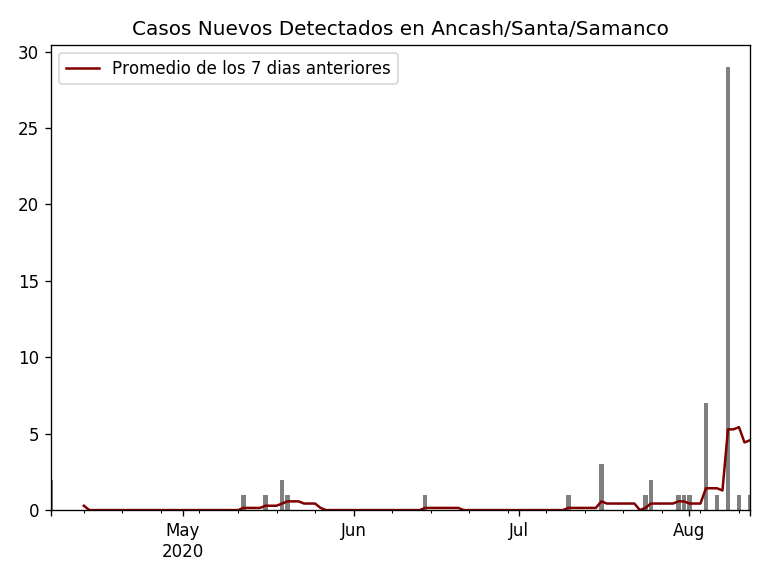 Casos Nuevos Detectados en Ancash/Santa/Samanco
Promedio de los 7 dias anteriores
30
25
20
15
10
5
0
May
2020
Jun
Jul
Aug